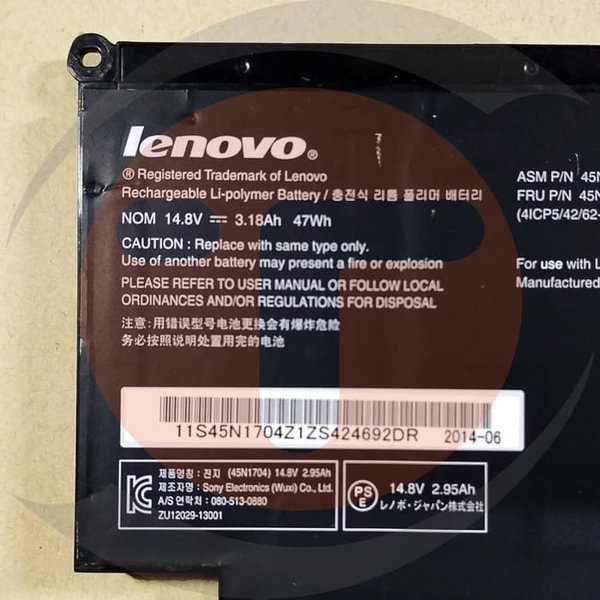 lenovo®
® Registered Trademark of Lenovo
Rechargeable Li-polymer Battery / 충전식 리튬 폴리머 배터리
NOM 14.8V ⎓ 3.18Ah 47Wh
CAUTION : Replace with same type only.
Use of another battery may present a fire or explosion
PLEASE REFER TO USER MANUAL OR FOLLOW LOCAL
ORDINANCES AND/OR REGULATIONS FOR DISPOSAL
注意:用错误型号电池更换会有爆炸危险
务必按照说明处置用完的电池
ASM P/N 45N
FRU P/N 45N
(4ICP5/42/62-
For use with L
Manufactured
11S45N1704Z1ZS424692DR 2014-06
제품명칭 : 전지 (45N1704) 14.8V 2.95Ah
제조자명 : Sony Electronics (Wuxi) Co., Ltd.
A/S 연락처 : 080-513-0880
ZU12029-13001
PS
E
14.8V 2.95Ah
レノボ・ジャパン株式会社